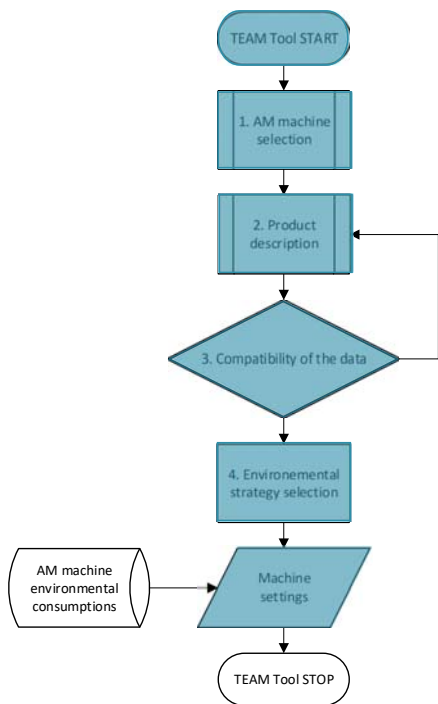 TEAM Tool START
1. AM machine
selection
2. Product
description
3. Compatibility of the data
4. Environemental
strategy selection
AM machine
environmental
consumptions
Machine
settings
TEAM Tool STOP